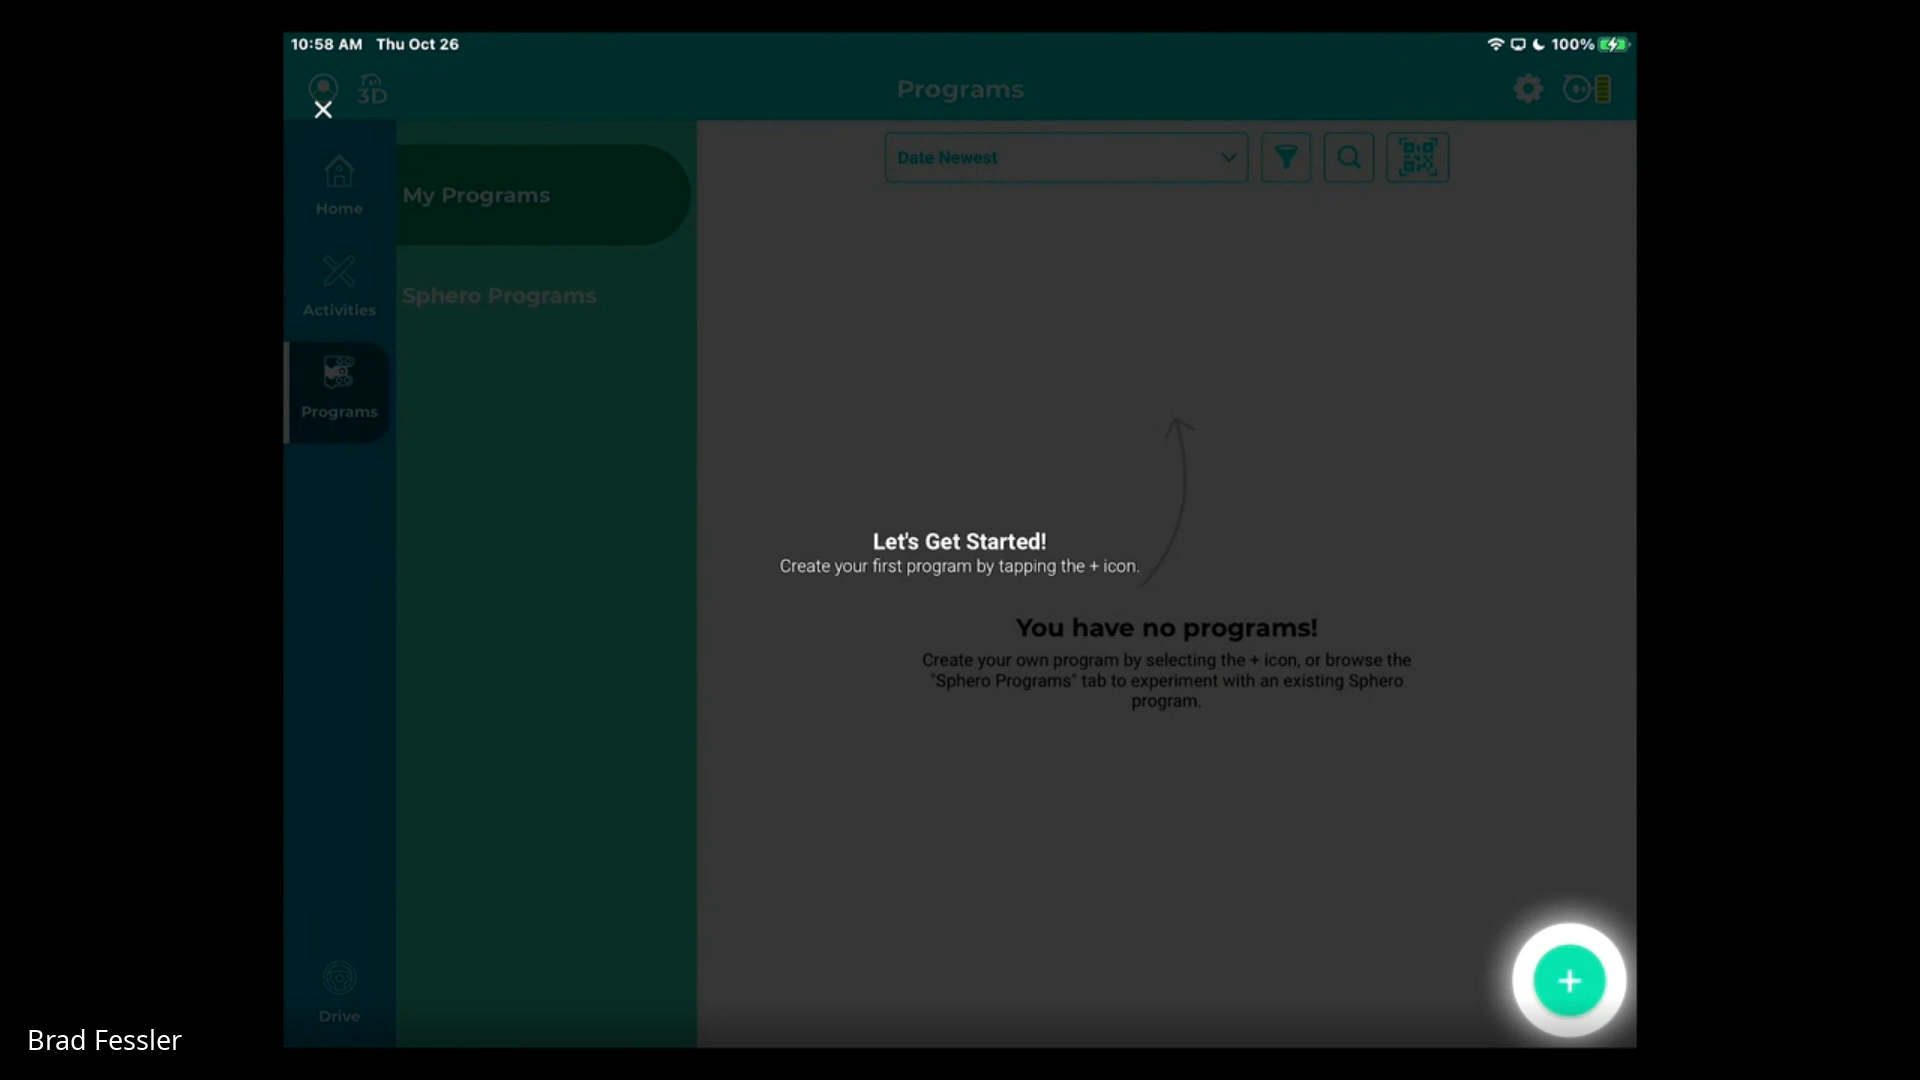 10:58 AM Thu Oct 26
100%
3D
Programs
Date Newest
Home
My Programs
Activities
Sphero Programs
Programs
Let's Get Started!
Create your first program by tapping the + icon.
You have no programs!
Create your own program by selecting the + icon, or browse the
"Sphero Programs" tab to experiment with an existing Sphero
program.
Drive
Brad Fessler